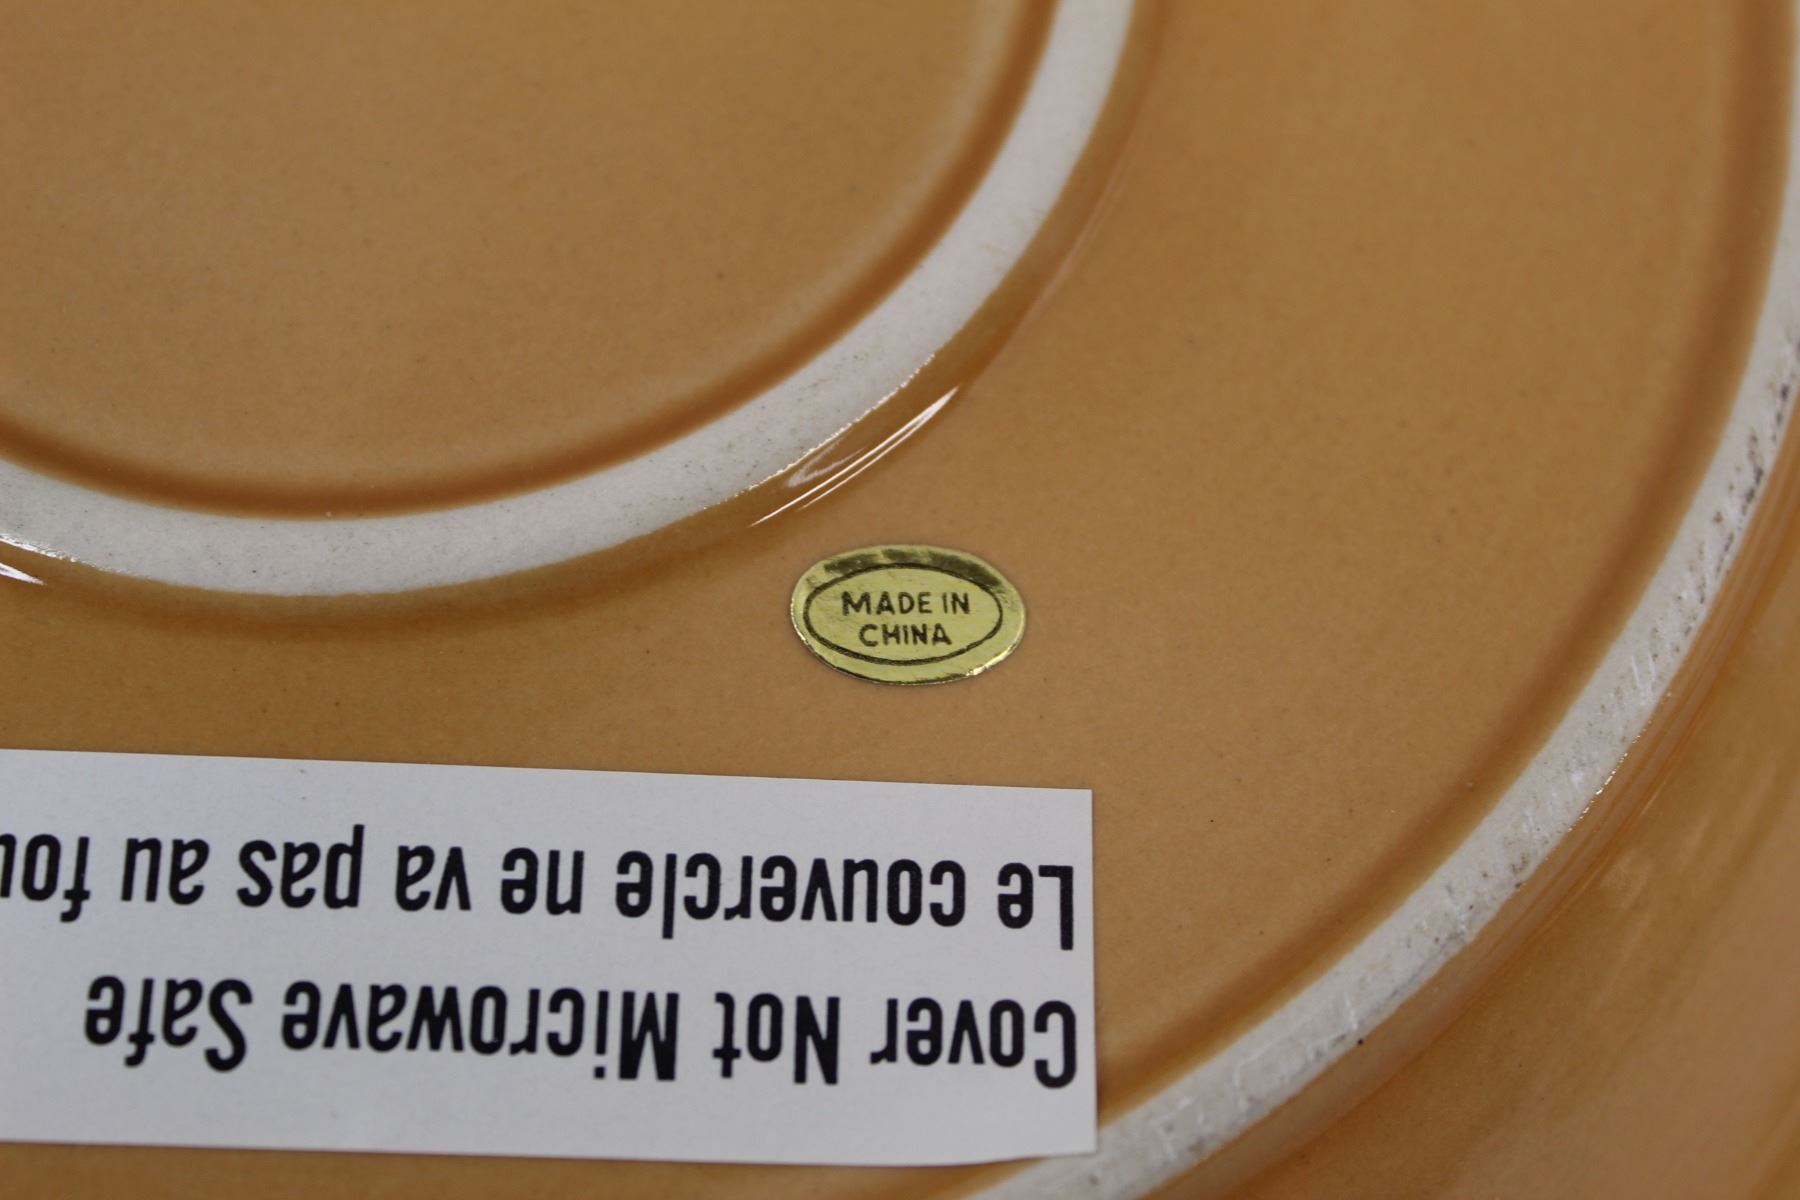 MADE IN
CHINA
Cover Not Microwave Safe
Le couvercle ne va pas au